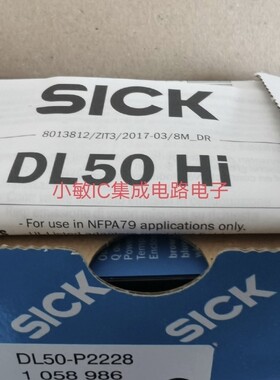 SICK
8013812/ZIT3/2017-03/8M_DR
DL50 Hi
小敏IC集成电路电子
- For use in NFPA79 applications only.
SICK
DL50-P2228
1 058 986